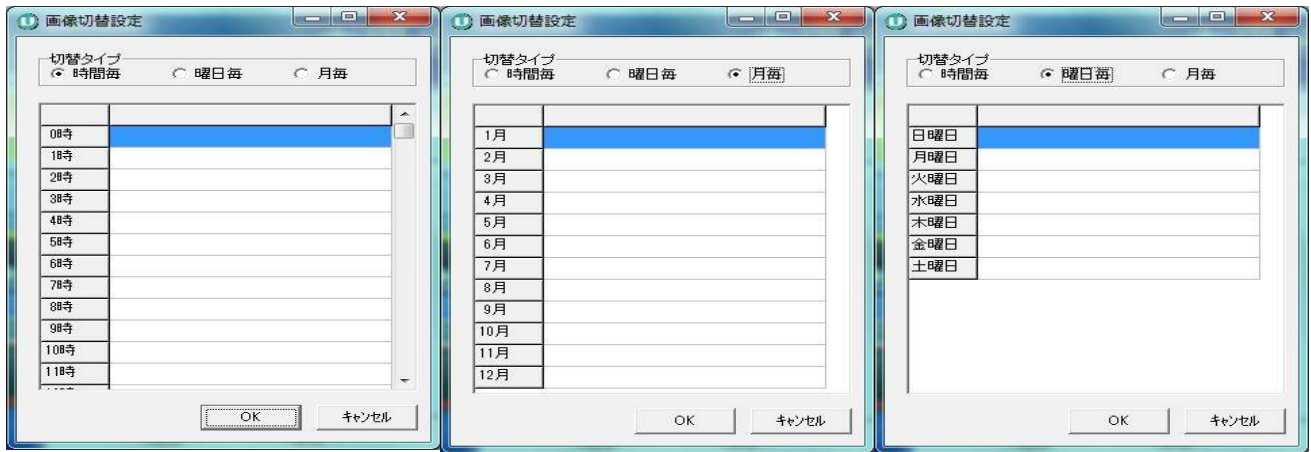 画像切替設定
切替タイプ
時間毎 曜日毎 月毎
0時
1時
2時
3時
4時
5時
6時
7時
8時
9時
10時
11時
OK キャンセル
画像切替設定
切替タイプ
時間毎 曜日毎 月毎
1月
2月
3月
4月
5月
6月
7月
8月
9月
10月
11月
12月
OK キャンセル
画像切替設定
切替タイプ
時間毎 曜日毎 月毎
日曜日
月曜日
火曜日
水曜日
木曜日
金曜日
土曜日
OK キャンセル